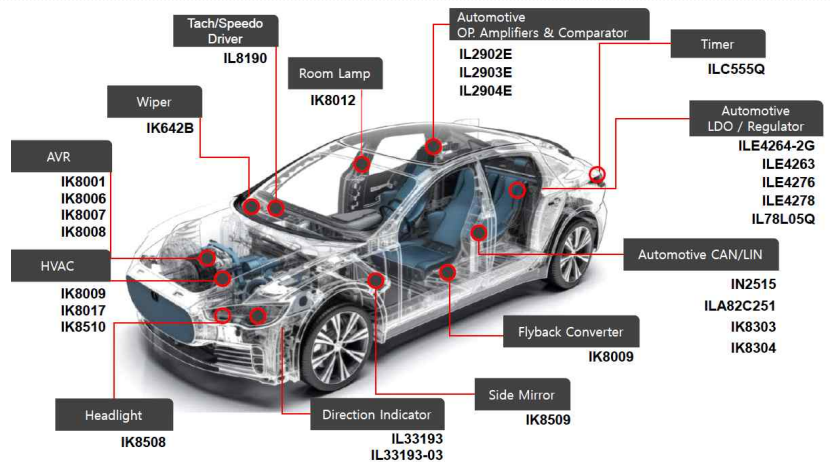 Tach/Speedo
Driver
IL8190
Automotive
OP. Amplifiers & Comparator
IL2902E
IL2903E
IL2904E
Timer
ILC555Q
Room Lamp
IK8012
Wiper
IK642B
Automotive
LDO / Regulator
ILE4264-2G
ILE4263
ILE4276
ILE4278
IL78L05Q
AVR
IK8001
IK8006
IK8007
IK8008
HVAC
IK8009
IK8017
IK8510
Automotive CAN/LIN
IN2515
ILA82C251
IK8303
IK8304
Flyback Converter
IK8009
Side Mirror
IK8509
Headlight
IK8508
Direction Indicator
IL33193
IL33193-03